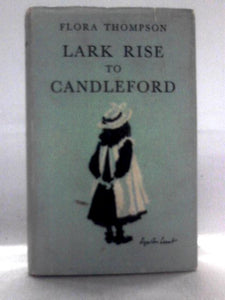 FLORA THOMPSON
LARK RISE
TO
CANDLEFORD